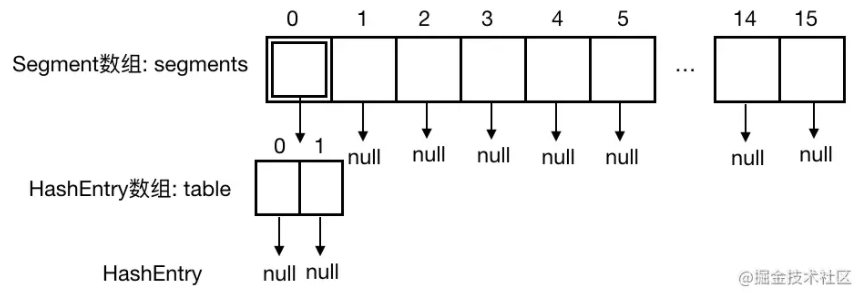 0 1 2 3 4 5 14 15
Segment数组: segments ...
null null null null null null null
0 1
HashEntry数组: table
HashEntry null null
@掘金技术社区